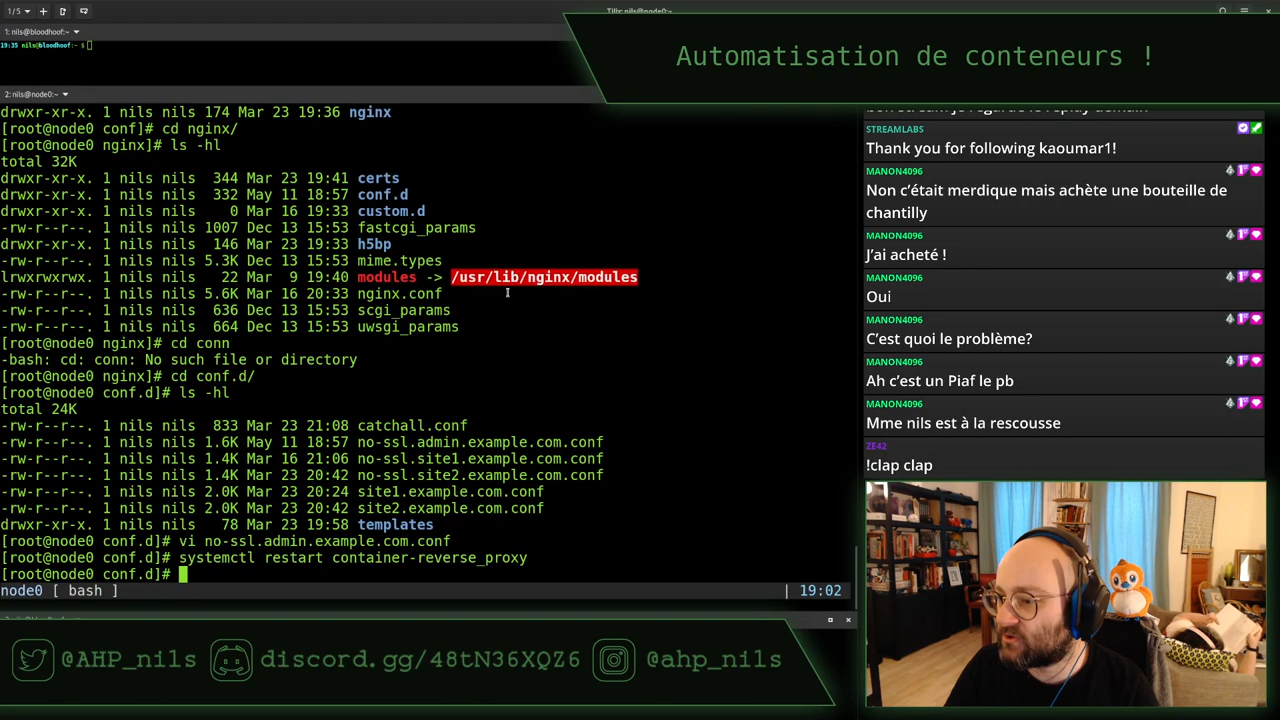 1/5
Tilix: nils@node0:~
1: nils@bloodhoof:~
19:35 nils@bloodhoof:~ $
2: nils@node0:~
drwxr-xr-x. 1 nils nils 174 Mar 23 19:36 nginx
[root@node0 conf]# cd nginx/
[root@node0 nginx]# ls -hl
total 32K
drwxr-xr-x. 1 nils nils 344 Mar 23 19:41 certs
drwxr-xr-x. 1 nils nils 332 May 11 18:57 conf.d
drwxr-xr-x. 1 nils nils 0 Mar 16 19:33 custom.d
-rw-r--r--. 1 nils nils 1007 Dec 13 15:53 fastcgi_params
drwxr-xr-x. 1 nils nils 146 Mar 23 19:33 h5bp
-rw-r--r--. 1 nils nils 5.3K Dec 13 15:53 mime.types
lrwxrwxrwx. 1 nils nils 22 Mar 9 19:40 modules -> /usr/lib/nginx/modules
-rw-r--r--. 1 nils nils 5.6K Mar 16 20:33 nginx.conf
-rw-r--r--. 1 nils nils 636 Dec 13 15:53 scgi_params
-rw-r--r--. 1 nils nils 664 Dec 13 15:53 uwsgi_params
[root@node0 nginx]# cd conn
-bash: cd: conn: No such file or directory
[root@node0 nginx]# cd conf.d/
[root@node0 conf.d]# ls -hl
total 24K
-rw-r--r--. 1 nils nils 833 Mar 23 21:08 catchall.conf
-rw-r--r--. 1 nils nils 1.6K May 11 18:57 no-ssl.admin.example.com.conf
-rw-r--r--. 1 nils nils 1.4K Mar 16 21:06 no-ssl.site1.example.com.conf
-rw-r--r--. 1 nils nils 1.4K Mar 23 20:42 no-ssl.site2.example.com.conf
-rw-r--r--. 1 nils nils 2.0K Mar 23 20:24 site1.example.com.conf
-rw-r--r--. 1 nils nils 2.0K Mar 23 20:42 site2.example.com.conf
drwxr-xr-x. 1 nils nils 78 Mar 23 19:58 templates
[root@node0 conf.d]# vi no-ssl.admin.example.com.conf
[root@node0 conf.d]# systemctl restart container-reverse_proxy
[root@node0 conf.d]#
node0 [ bash ] | 19:02
Automatisation de conteneurs !
STREAMLABS
Thank you for following kaoumar1!
MANON4096
Non c’était merdique mais achète une bouteille de
chantilly
MANON4096
J’ai acheté !
MANON4096
Oui
MANON4096
C’est quoi le problème?
MANON4096
Ah c’est un Piaf le pb
MANON4096
Mme nils est à la rescousse
ZE42
!clap clap
@AHP_nils discord.gg/48tN36XQZ6 @ahp_nils